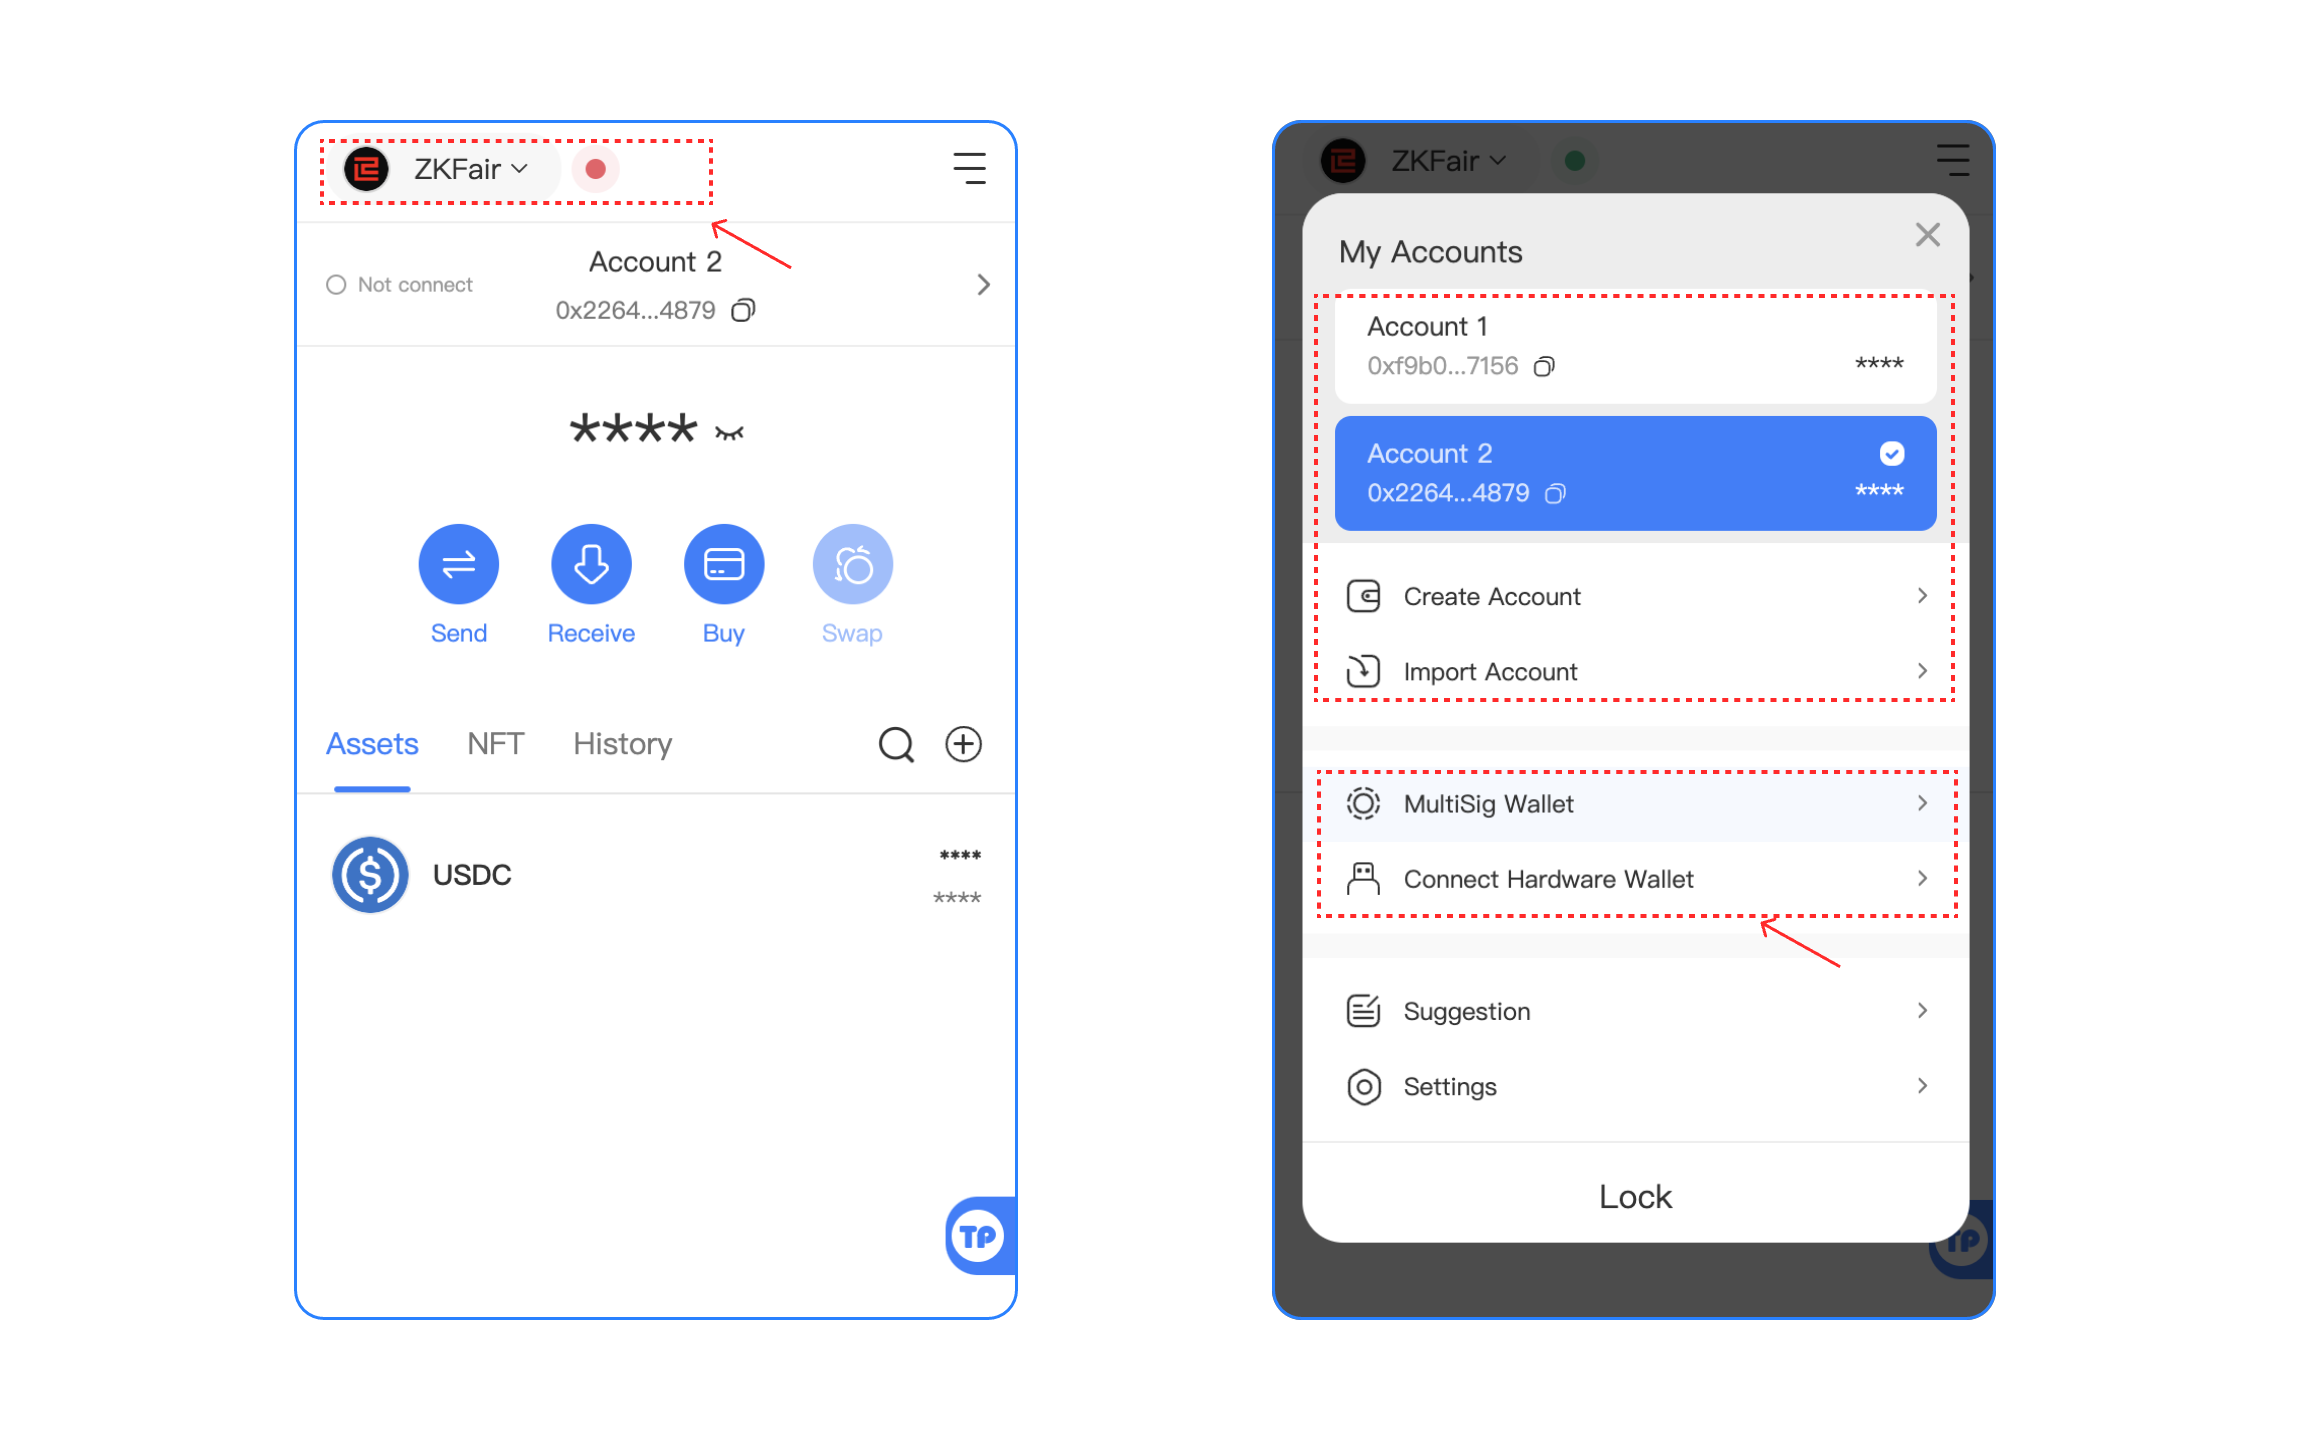 ZKFair
Account 2
Not connect
0x2264...4879
****
Send
Receive
Buy
Swap
Assets
NFT
History
USDC
****
****
TP
ZKFair
My Accounts
Account 1
0xf9b0...7156
****
Account 2
0x2264...4879
****
Create Account
Import Account
MultiSig Wallet
Connect Hardware Wallet
Suggestion
Settings
Lock
TP